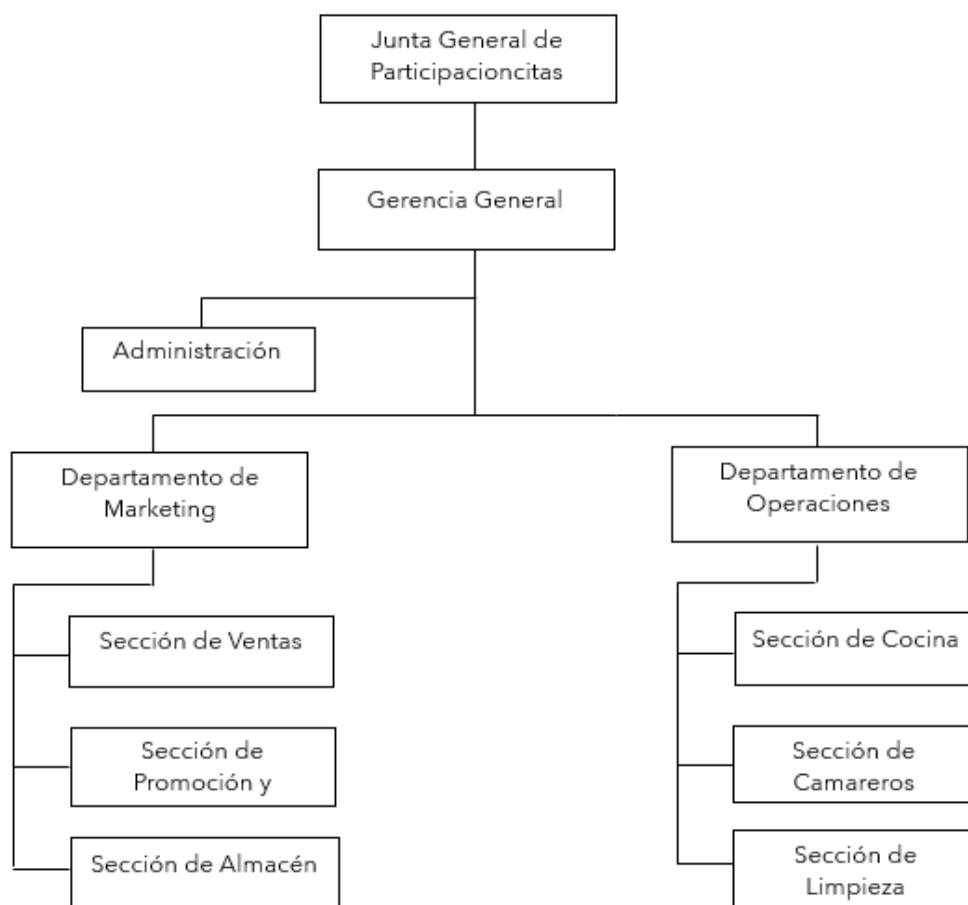 Junta General de
Participacioncitas
Gerencia General
Administración
Departamento de
Marketing
Departamento de
Operaciones
Sección de Ventas
Sección de Cocina
Sección de
Promoción y
Sección de
Camareros
Sección de Almacén
Sección de
Limpieza